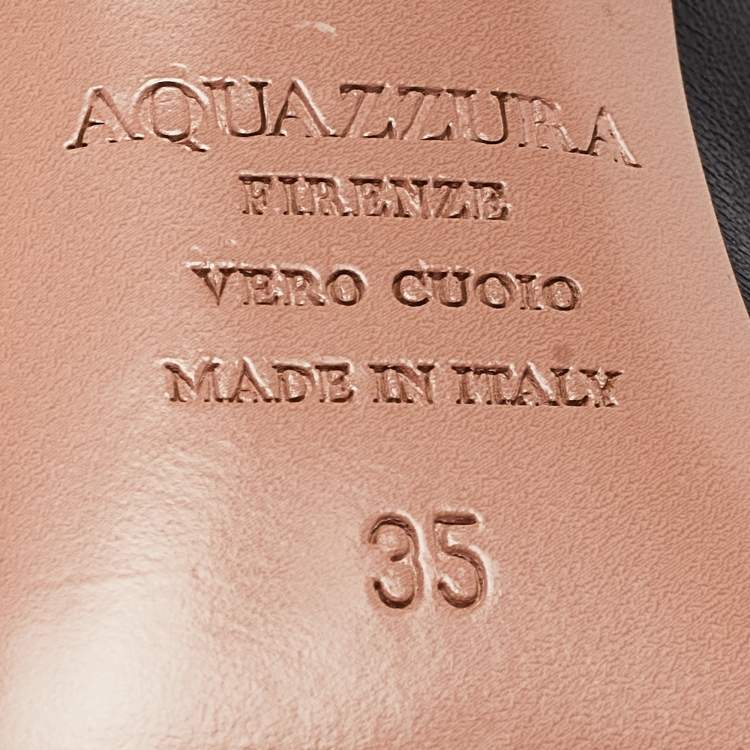 AQUAZZURA
FIRENZE
VERO CUOIO
MADE IN ITALY
35